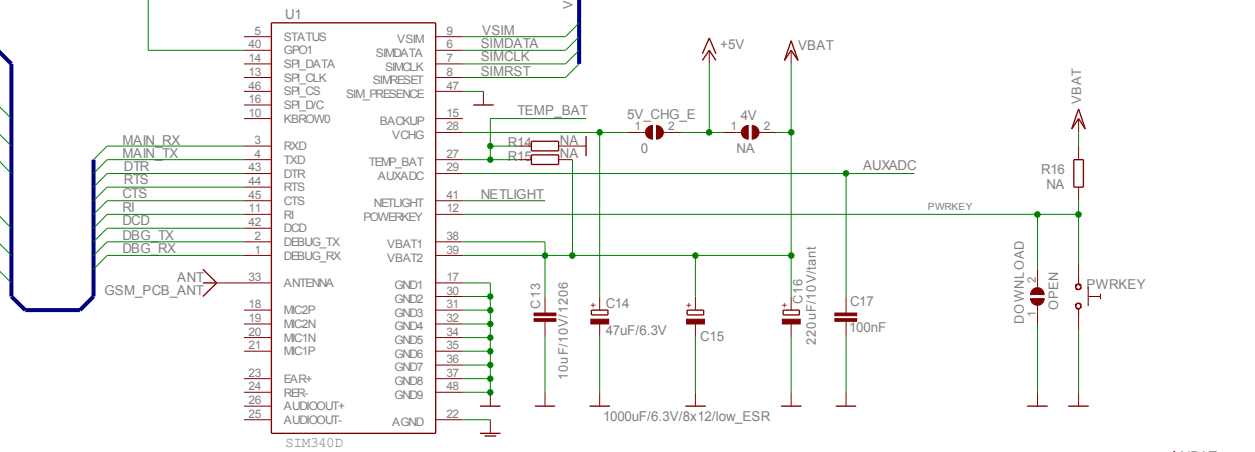 V
U1
5 STATUS
40 GPO1
14 SPI_DATA
13 SPI_CLK
46 SPI_CS
16 SPI_D/C
10 KBROW0
MAIN_RX 3 RXD
MAIN_TX 4 TXD
DTR 43 DTR
RTS 44 RTS
CTS 45 CTS
RI 11 RI
DCD 42 DCD
DBG_TX 2 DEBUG_TX
DBG_RX 1 DEBUG_RX
ANT
GSM_PCB_ANT
33 ANTENNA
18 MIC2P
19 MIC2N
20 MIC1N
21 MIC1P
23 EAR+
24 RER-
26 AUDIOOUT+
25 AUDIOOUT-
SIM340D
VSIM 9 VSIM
SIMDATA 6 SIMDATA
SIMCLK 7 SIMCLK
SIMRESET 8 SIMRST
SIM_PRESENCE 47
BACKUP 15
VCHG 28
TEMP_BAT 27
AUXADC 29
NETLIGHT 41 NETLIGHT
POWERKEY 12
VBAT1 38
VBAT2 39
GND1 17
GND2 30
GND3 31
GND4 32
GND5 34
GND6 35
GND7 36
GND8 37
GND9 48
AGND 22
TEMP_BAT
R14 NA
R15 NA
5V_CHG_E
1 2
0
+5V
4V
1 2
NA
VBAT
AUXADC
PWRKEY
VBAT
R16
NA
C13
10uF/10V/1206
C14
47uF/6.3V
C15
1000uF/6.3V/8x12/low_ESR
C16
220uF/10V/tant
C17
100nF
DOWNLOAD
1 2
OPEN
PWRKEY